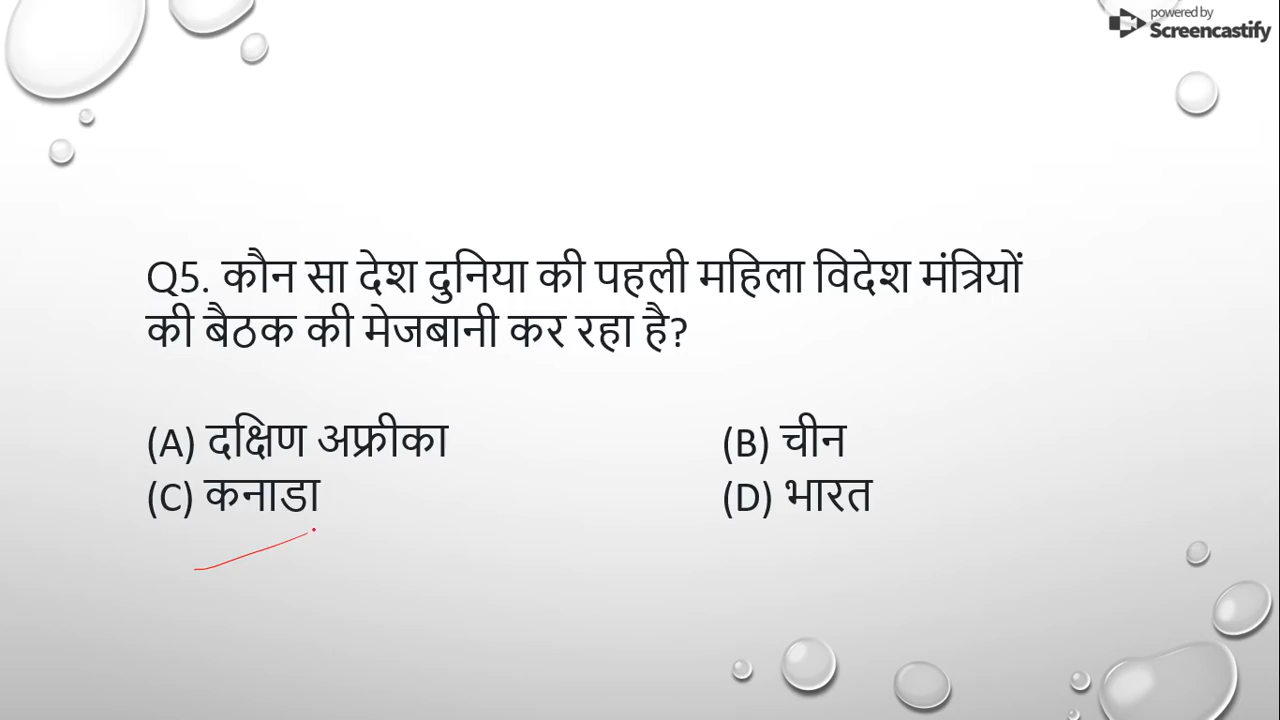 powered by
Screencastify
Q5. कौन सा देश दुनिया की पहली महिला विदेश मंत्रियों
की बैठक की मेजबानी कर रहा है?
(A) दक्षिण अफ्रीका (B) चीन
(C) कनाडा (D) भारत